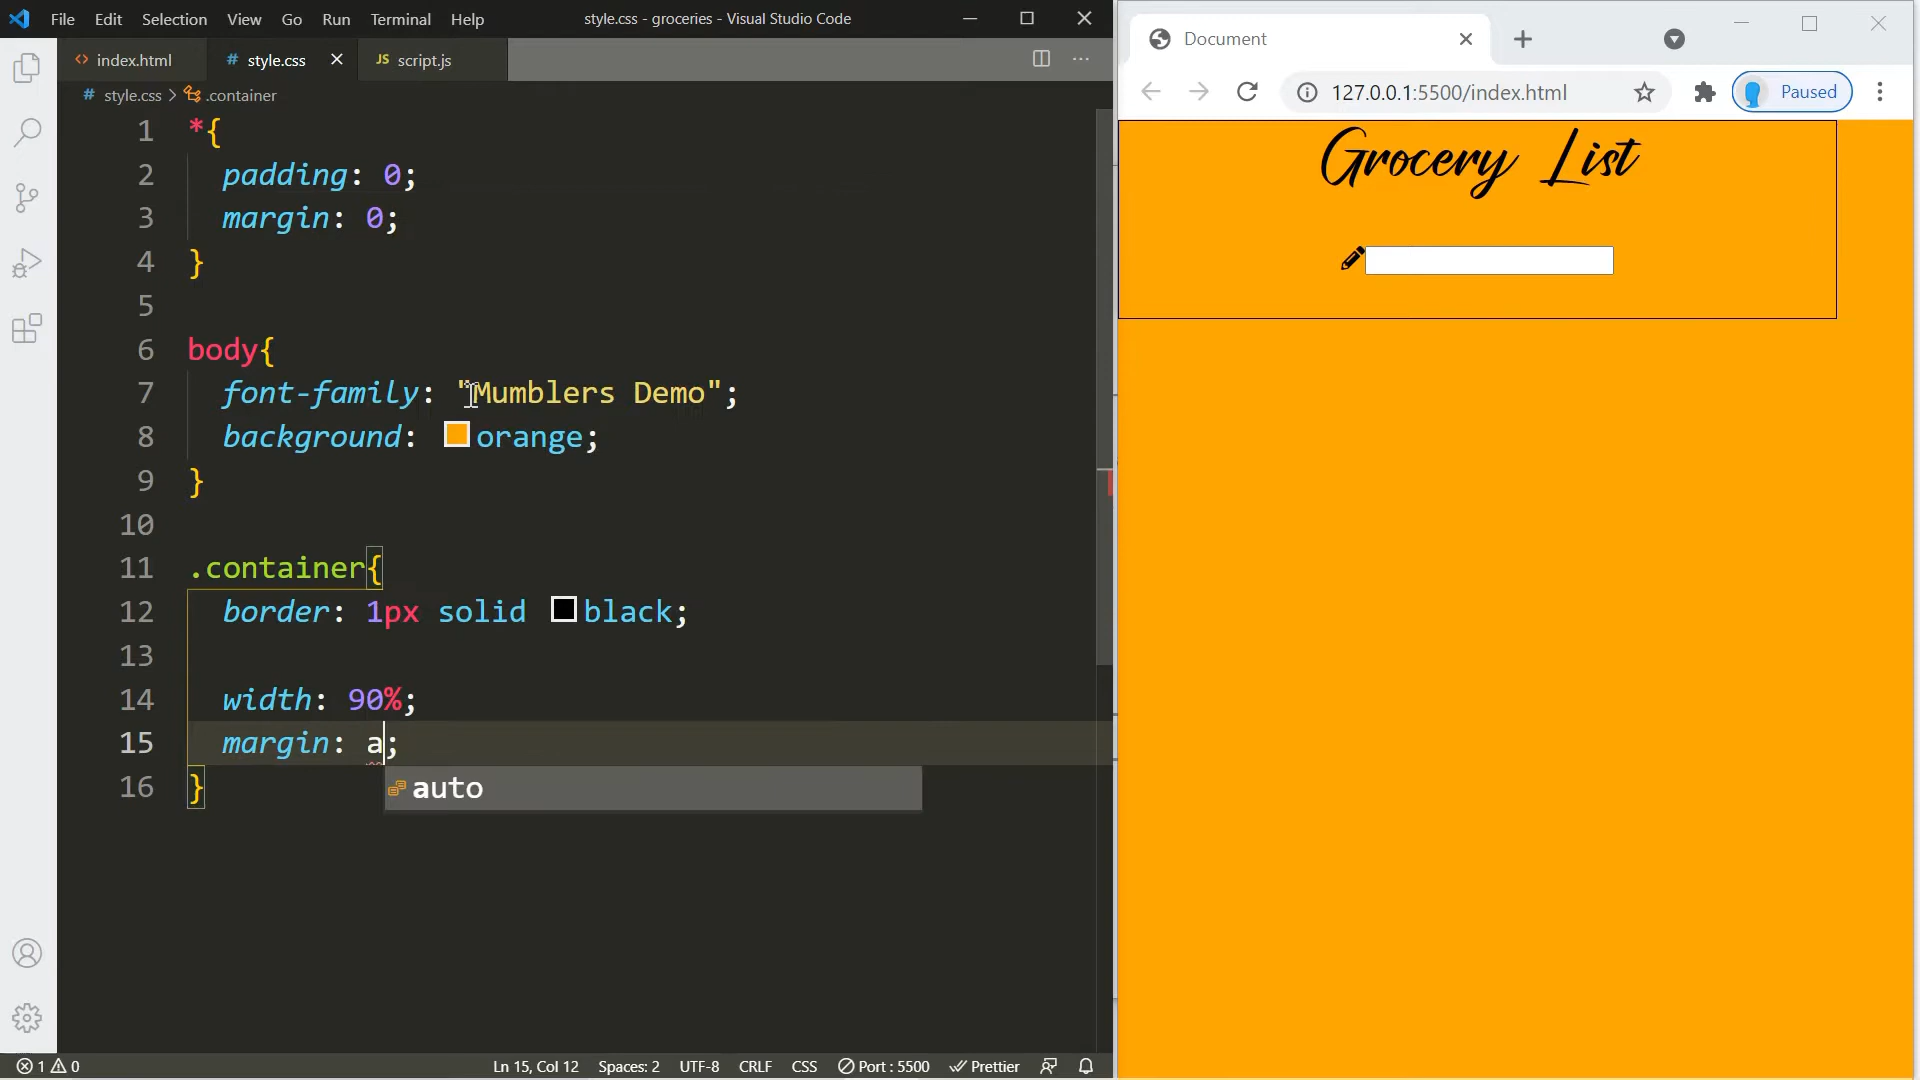 File Edit Selection View Go Run Terminal Help style.css - groceries - Visual Studio Code
index.html # style.css JS script.js ...
# style.css > .container
1 *{
2 padding: 0;
3 margin: 0;
4 }
5
6 body{
7 font-family: "Mumblers Demo";
8 background: orange;
9 }
10
11 .container{
12 border: 1px solid black;
13
14 width: 90%;
15 margin: a;
16 }
auto
1 0 Ln 15, Col 12 Spaces: 2 UTF-8 CRLF CSS Port : 5500 Prettier
Document
127.0.0.1:5500/index.html Paused
Grocery List